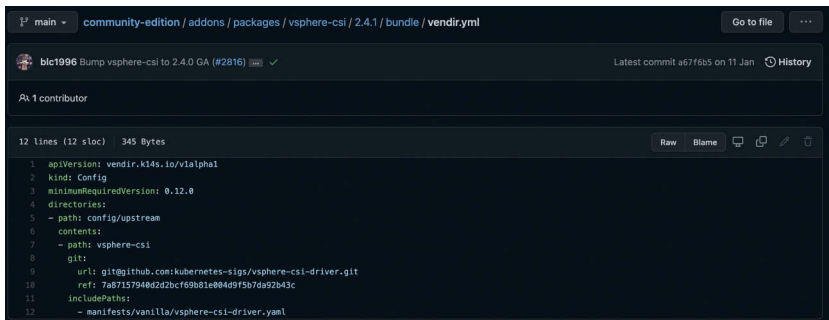 main community-edition / addons / packages / vsphere-csi / 2.4.1 / bundle / vendir.yml Go to file ...
blc1996 Bump vsphere-csi to 2.4.0 GA (#2816) ... Latest commit a67f6b5 on 11 Jan History
1 contributor
12 lines (12 sloc) 345 Bytes Raw Blame
1 apiVersion: vendir.k14s.io/v1alpha1
2 kind: Config
3 minimumRequiredVersion: 0.12.0
4 directories:
5 - path: config/upstream
6 contents:
7 - path: vsphere-csi
8 git:
9 url: git@github.com:kubernetes-sigs/vsphere-csi-driver.git
10 ref: 7a87157940d2d2bcf69b81e004d9f5b7da92b43c
11 includePaths:
12 - manifests/vanilla/vsphere-csi-driver.yaml